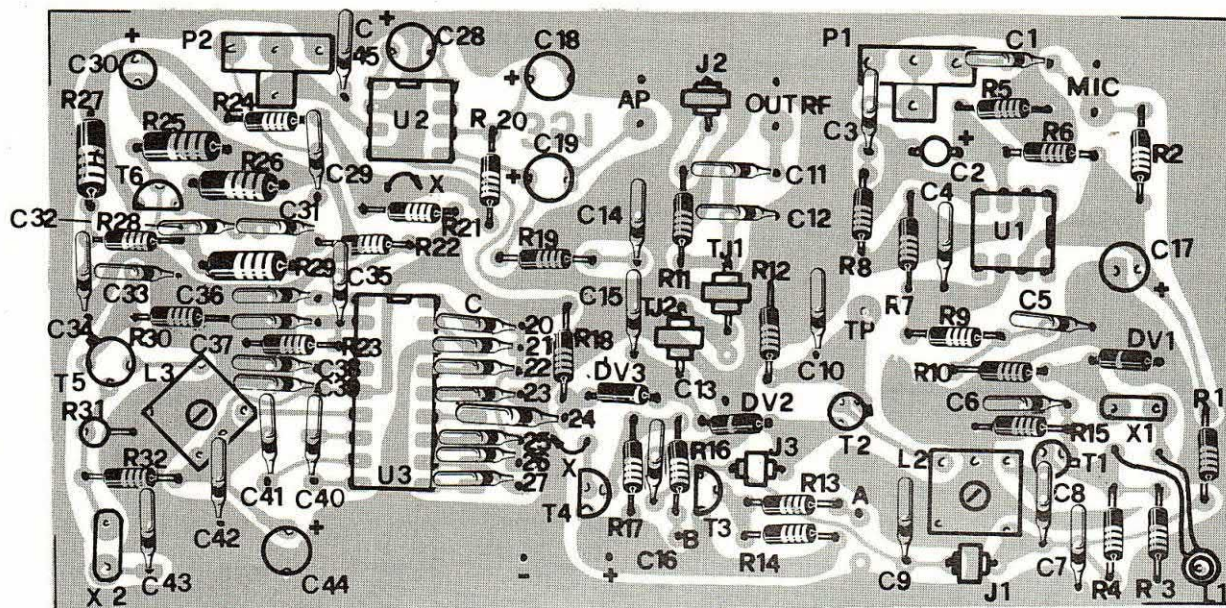 P2
C
45
C28
C18
J2
P1
C1
C30
AP
OUT RF
MIC
R27
R24
R5
R25
U2
R 20
C3
R6
R2
R26
C19
C2
T6
C29
X
C11
C4
C32
C31
R21
C14
C12
U1
R28
R22
R19
C17
R29
C35
R11
TJ1
R12
R8
C33
C36
C15
R7
C34
C
TJ2
TP
C5
R30
20
R9
R23
21
R18
DV1
C37
22
C10
R10
T5
L3
C38
DV3
C13
C39
23
DV2
C6
R1
R31
24
T2
25
X
R16
J3
R15
X1
R32
26
L2
T1
C41
C40
U3
27
R13
A
C8
T4
R17
T3
C42
B
C16
R14
C43
C44
-
+
C9
J1
C7
R4
R 3
L1
X 2